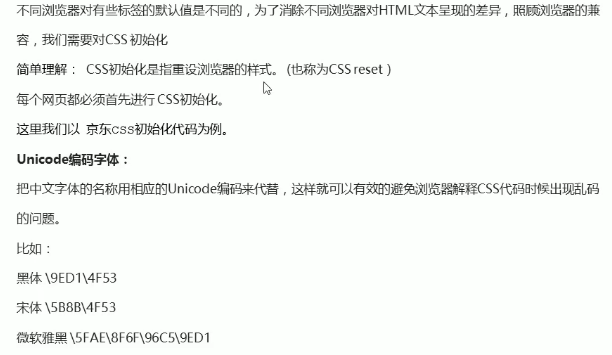 不同浏览器对有些标签的默认值是不同的，为了消除不同浏览器对HTML文本呈现的差异，照顾浏览器的兼
容，我们需要对CSS 初始化
简单理解： CSS初始化是指重设浏览器的样式。 (也称为CSS reset )
每个网页都必须首先进行 CSS初始化。
这里我们以 京东css初始化代码为例。
Unicode编码字体：
把中文字体的名称用相应的Unicode编码来代替，这样就可以有效的避免浏览器解释CSS代码时候出现乱码
的问题。
比如：
黑体 \9ED1\4F53
宋体 \5B8B\4F53
微软雅黑 \5FAE\8F6F\96C5\9ED1